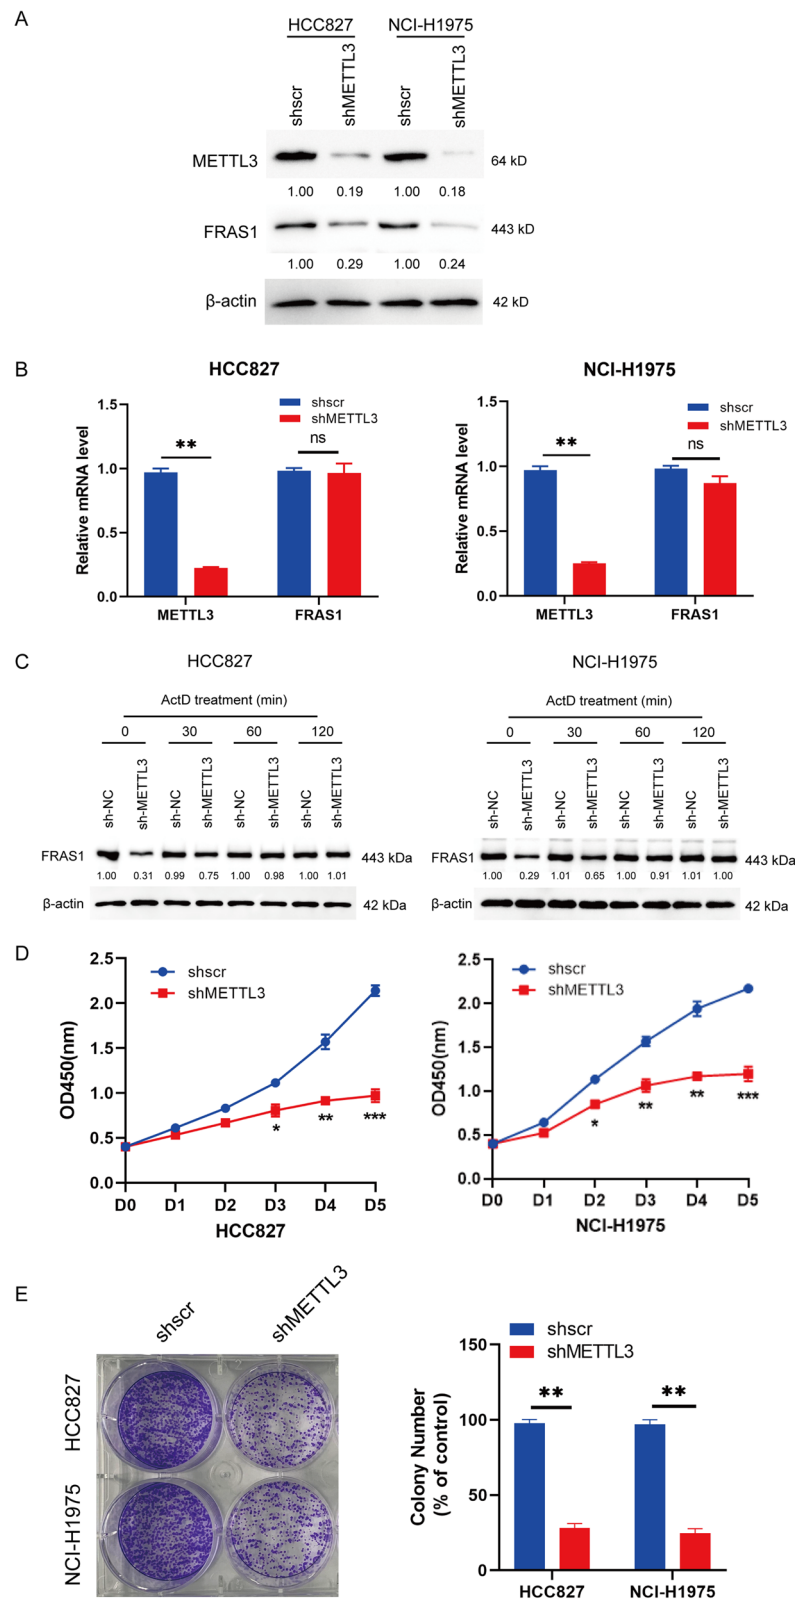 A
HCC827 NCI-H1975
shscr shMETTL3 shscr shMETTL3
METTL3 64 kD
1.00 0.19 1.00 0.18
FRAS1 443 kD
1.00 0.29 1.00 0.24
β-actin 42 kD
B
HCC827
Relative mRNA level
1.5
1.0
0.5
0.0
shscr
shMETTL3
** ns
METTL3 FRAS1
NCI-H1975
Relative mRNA level
1.5
1.0
0.5
0.0
shscr
shMETTL3
** ns
METTL3 FRAS1
C
HCC827
ActD treatment (min)
0 30 60 120
sh-NC sh-METTL3 sh-NC sh-METTL3 sh-NC sh-METTL3 sh-NC sh-METTL3
FRAS1 443 kDa
1.00 0.31 0.99 0.75 1.00 0.98 1.00 1.01
β-actin 42 kDa
NCI-H1975
ActD treatment (min)
0 30 60 120
sh-NC sh-METTL3 sh-NC sh-METTL3 sh-NC sh-METTL3 sh-NC sh-METTL3
FRAS1 443 kDa
1.00 0.29 1.01 0.65 1.00 0.91 1.01 1.00
β-actin 42 kDa
D
OD450(nm)
2.5
2.0
1.5
1.0
0.5
0.0
shscr
shMETTL3
* ** ***
D0 D1 D2 D3 D4 D5
HCC827
OD450(nm)
2.5
2.0
1.5
1.0
0.5
0.0
shscr
shMETTL3
* ** ** ***
D0 D1 D2 D3 D4 D5
NCI-H1975
E
shscr shMETTL3
HCC827
NCI-H1975
shscr
shMETTL3
Colony Number
(% of control)
150
100
50
0
** **
HCC827 NCI-H1975